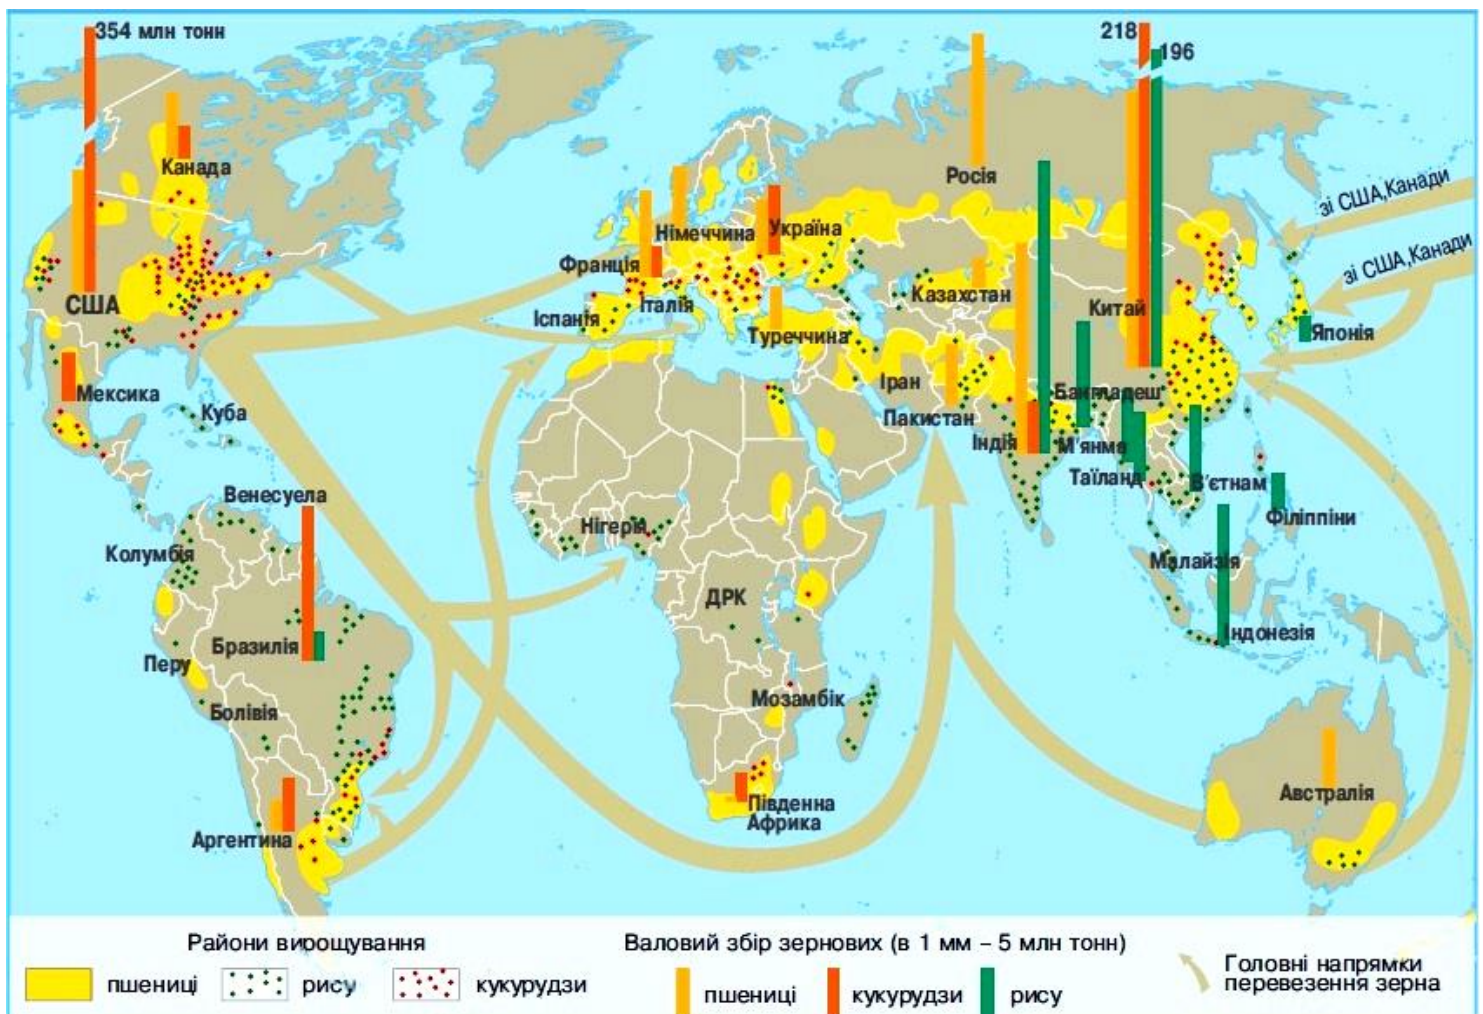 354 млн тонн
218
196
Канада
Росія
зі США,Канади
Німеччина
Україна
зі США,Канади
Франція
США
Італія
Казахстан
Китай
Іспанія
Туреччина
Японія
Мексика
Іран
Бангладеш
Куба
Пакистан
Індія
М'янма
Таїланд
В'єтнам
Венесуела
Філіппіни
Нігерія
Колумбія
Малайзія
ДРК
Бразилія
Індонезія
Перу
Мозамбік
Болівія
Австралія
Південна
Африка
Аргентина
Райони вирощування
пшениці
рису
кукурудзи
Валовий збір зернових (в 1 мм – 5 млн тонн)
пшениці
кукурудзи
рису
Головні напрямки
перевезення зерна